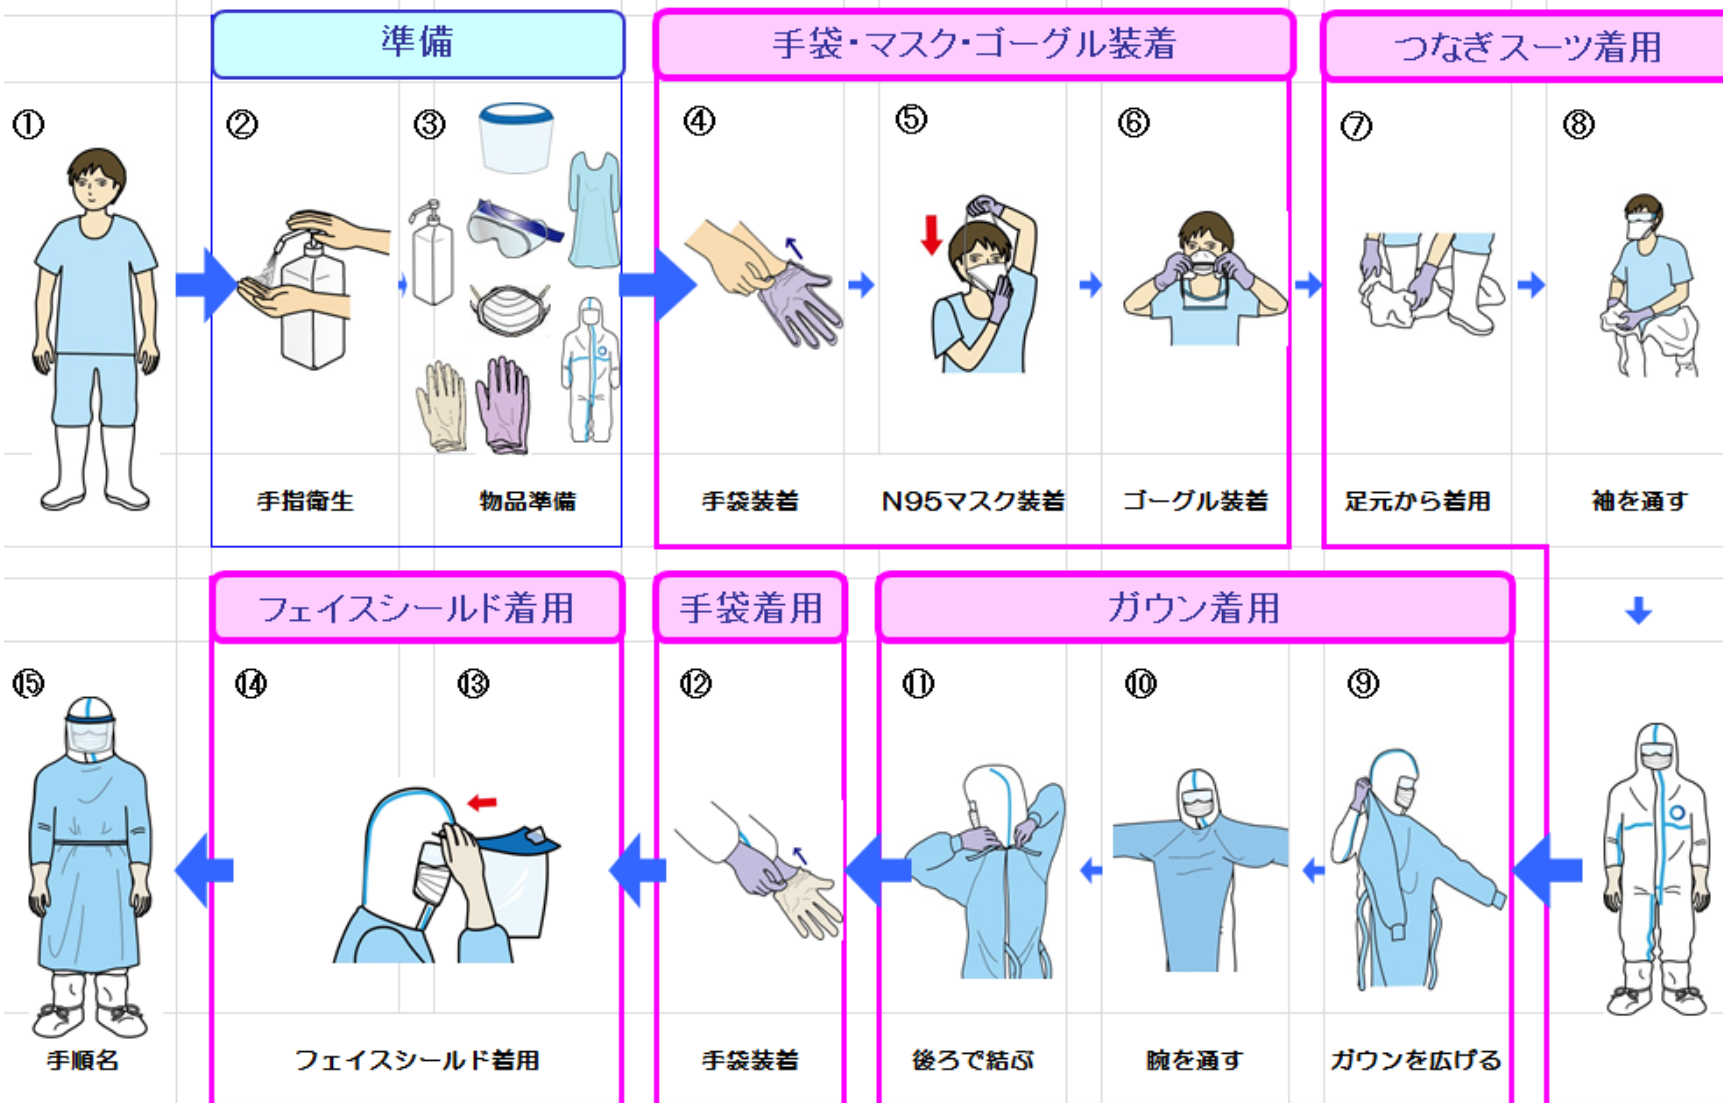 準備
手袋・マスク・ゴーグル装着
つなぎスーツ着用
①
②
③
④
⑤
⑥
⑦
⑧
手指衛生
物品準備
手袋装着
N95マスク装着
ゴーグル装着
足元から着用
袖を通す
フェイスシールド着用
手袋着用
ガウン着用
⑮
⑭
⑬
⑫
⑪
⑩
⑨
手順名
フェイスシールド着用
手袋装着
後ろで結ぶ
腕を通す
ガウンを広げる